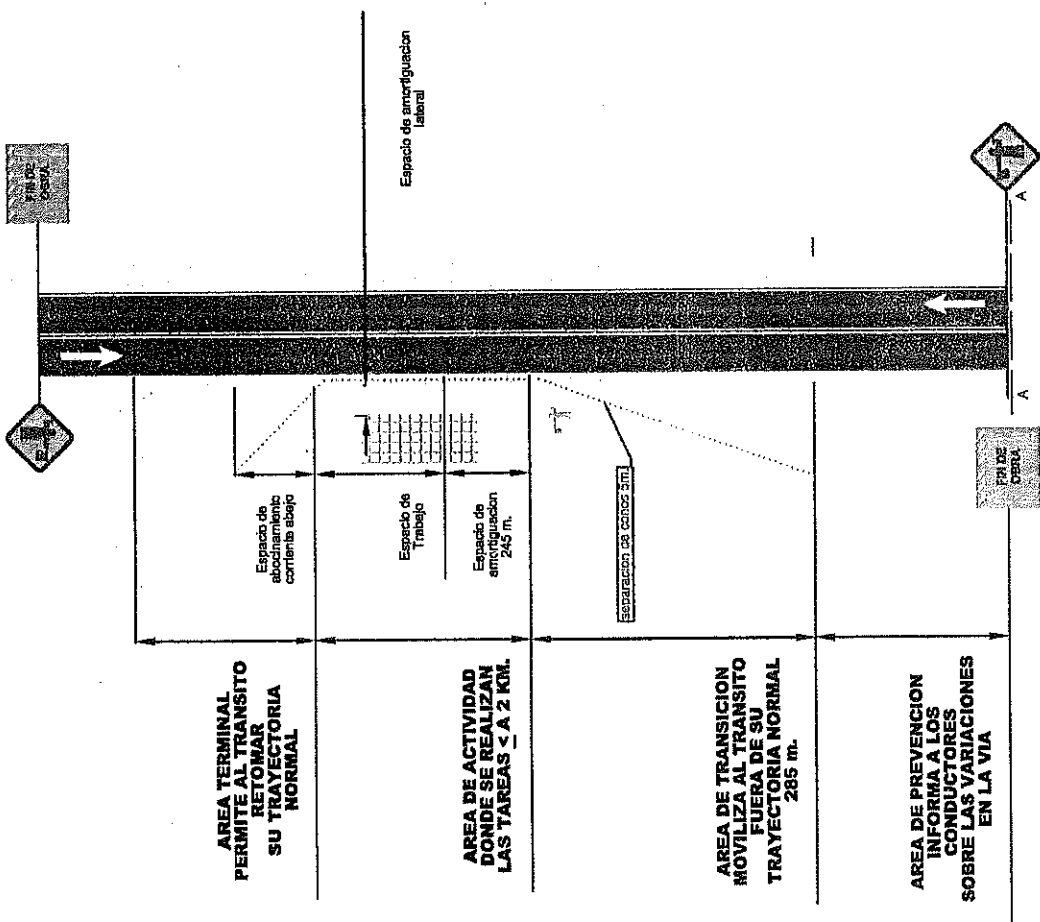 FIN DE
OBRA
Espacio de amortiguacion
lateral
AREA TERMINAL
PERMITE AL TRANSITO
RETOMAR
SU TRAYECTORIA
NORMAL
Espacio de
abocinamiento
corriente abajo
AREA DE ACTIVIDAD
DONDE SE REALIZAN
LAS TAREAS < A 2 KM.
Espacio de
Trabajo
Espacio de
amortiguacion
245 m.
AREA DE TRANSICION
MOVILIZA AL TRANSITO
FUERA DE SU
TRAYECTORIA NORMAL
285 m.
separacion de conos 5m
AREA DE PREVENCION
INFORMA A LOS
CONDUCTORES
SOBRE LAS VARIACIONES
EN LA VIA
FIN DE
OBRA
A
A